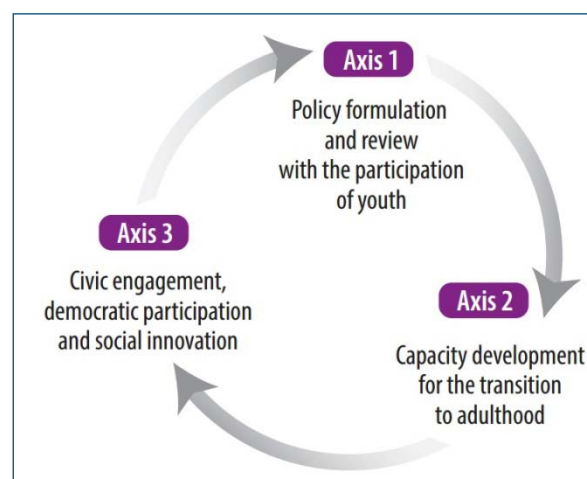 Axis 1
Policy formulation
and review
with the participation
of youth
Axis 2
Capacity development
for the transition
to adulthood
Axis 3
Civic engagement,
democratic participation
and social innovation